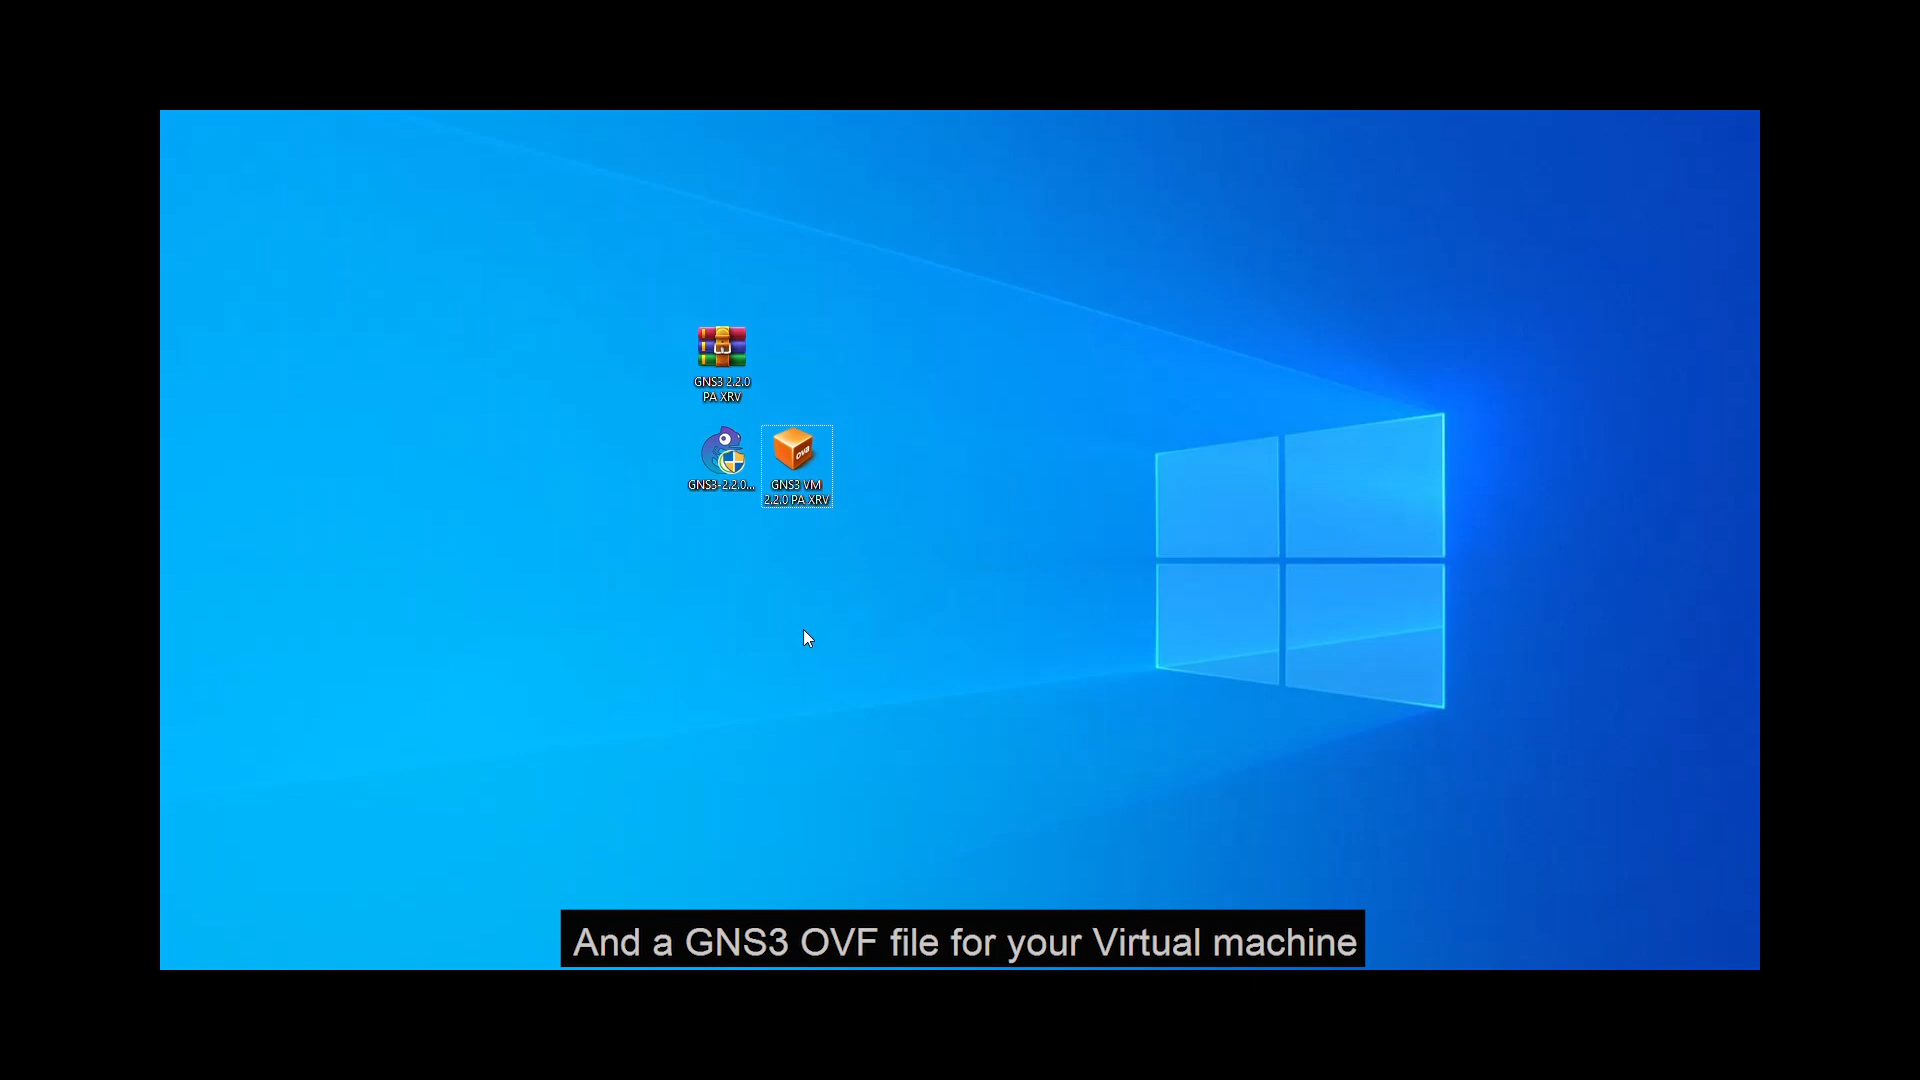 GNS3 2.2.0
PA XRV
GNS3-2.2.0...
GNS3 VM
2.2.0 PA XRV
OVA
And a GNS3 OVF file for your Virtual machine